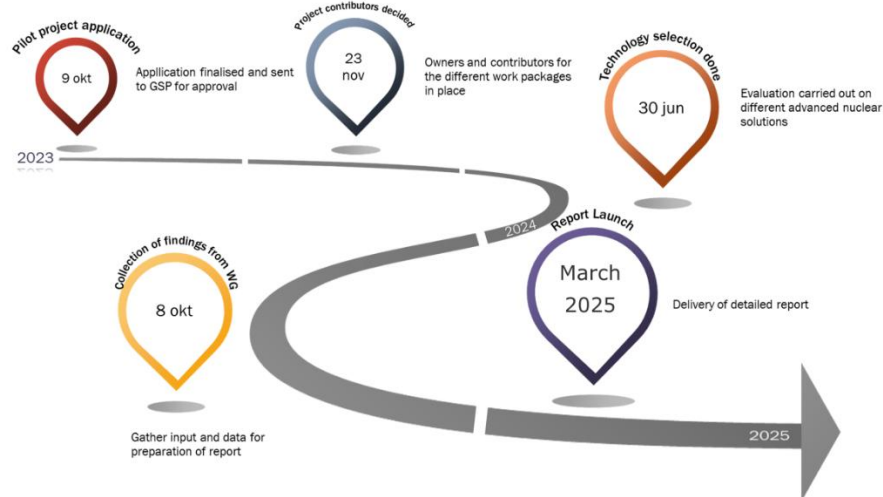 Pilot project application
9 okt
Appllication finalised and sent
to GSP for approval
Project contributors decided
23
nov
Owners and contributors for
the different work packages
in place
Technology selection done
30 jun
Evaluation carried out on
different advanced nuclear
solutions
2023
2024
Collection of findings from WG
8 okt
Gather input and data for
preparation of report
Report Launch
March
2025
Delivery of detailed report
2025